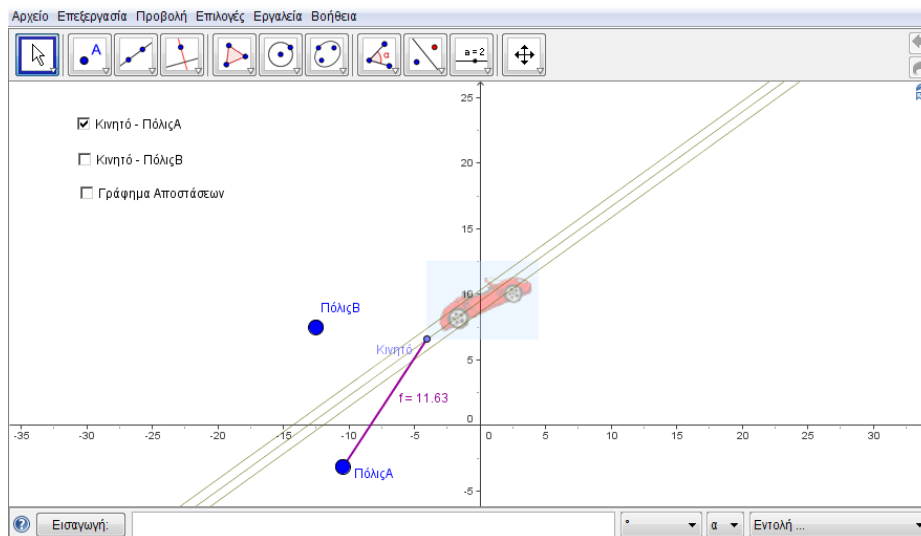 Αρχείο Επεξεργασία Προβολή Επιλογές Εργαλεία Βοήθεια
A α a = 2
Κινητό - ΠόλιςΑ
Κινητό - ΠόλιςΒ
Γράφημα Αποστάσεων
25
20
15
10
ΠόλιςΒ
Κινητό
5
f = 11.63
0
-35 -30 -25 -20 -15 -10 -5 0 5 10 15 20 25 30
ΠόλιςΑ
-5
Εισαγωγή: ° α Εντολή ...